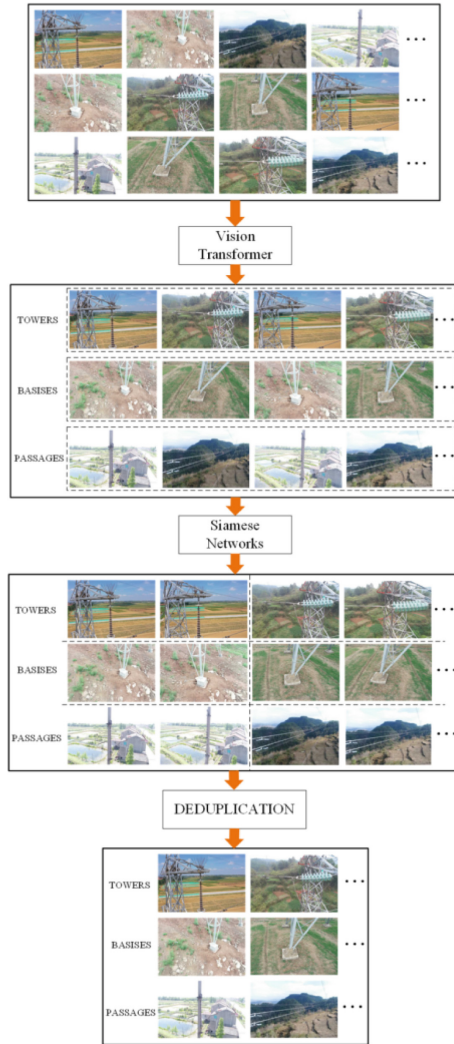 Vision
Transformer
TOWERS
BASISES
PASSAGES
Siamese
Networks
TOWERS
BASISES
PASSAGES
DEDUPLICATION
TOWERS
BASISES
PASSAGES